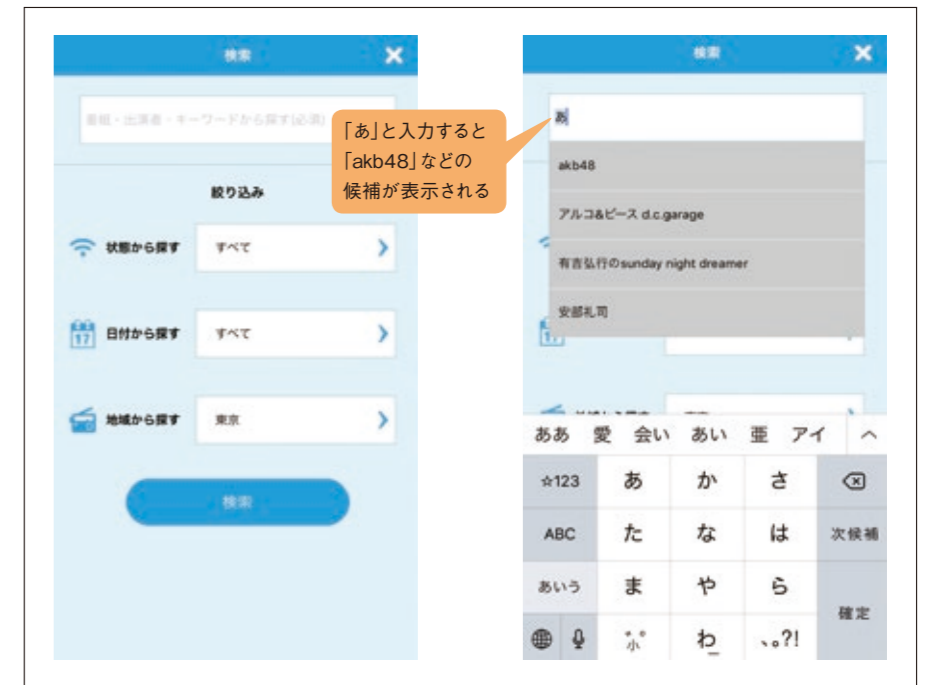 検索
番組・出演者・キーワードから探す(必須)
絞り込み
状態から探す
すべて
17
日付から探す
すべて
地域から探す
東京
検索
「あ」と入力すると
「akb48」などの
候補が表示される
検索
あ
akb48
アルコ&ピース d.c.garage
有吉弘行のsunday night dreamer
安部礼司
17
ああ 愛 会い あい 亜 アイ
☆123 あ か さ
ABC た な は 次候補
あいう ま や ら
確定
小 わ 、。?!